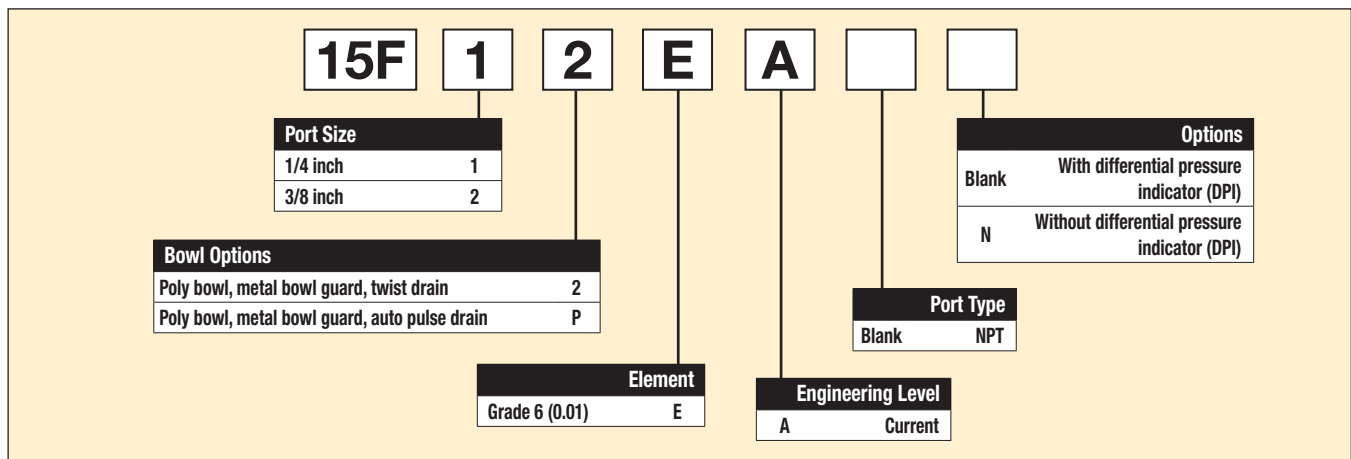 15F 1 2 E A
Port Size
1/4 inch 1
3/8 inch 2
Options
Blank With differential pressure
indicator (DPI)
N Without differential pressure
indicator (DPI)
Bowl Options
Poly bowl, metal bowl guard, twist drain 2
Poly bowl, metal bowl guard, auto pulse drain P
Port Type
Blank NPT
Element
Grade 6 (0.01) E
Engineering Level
A Current